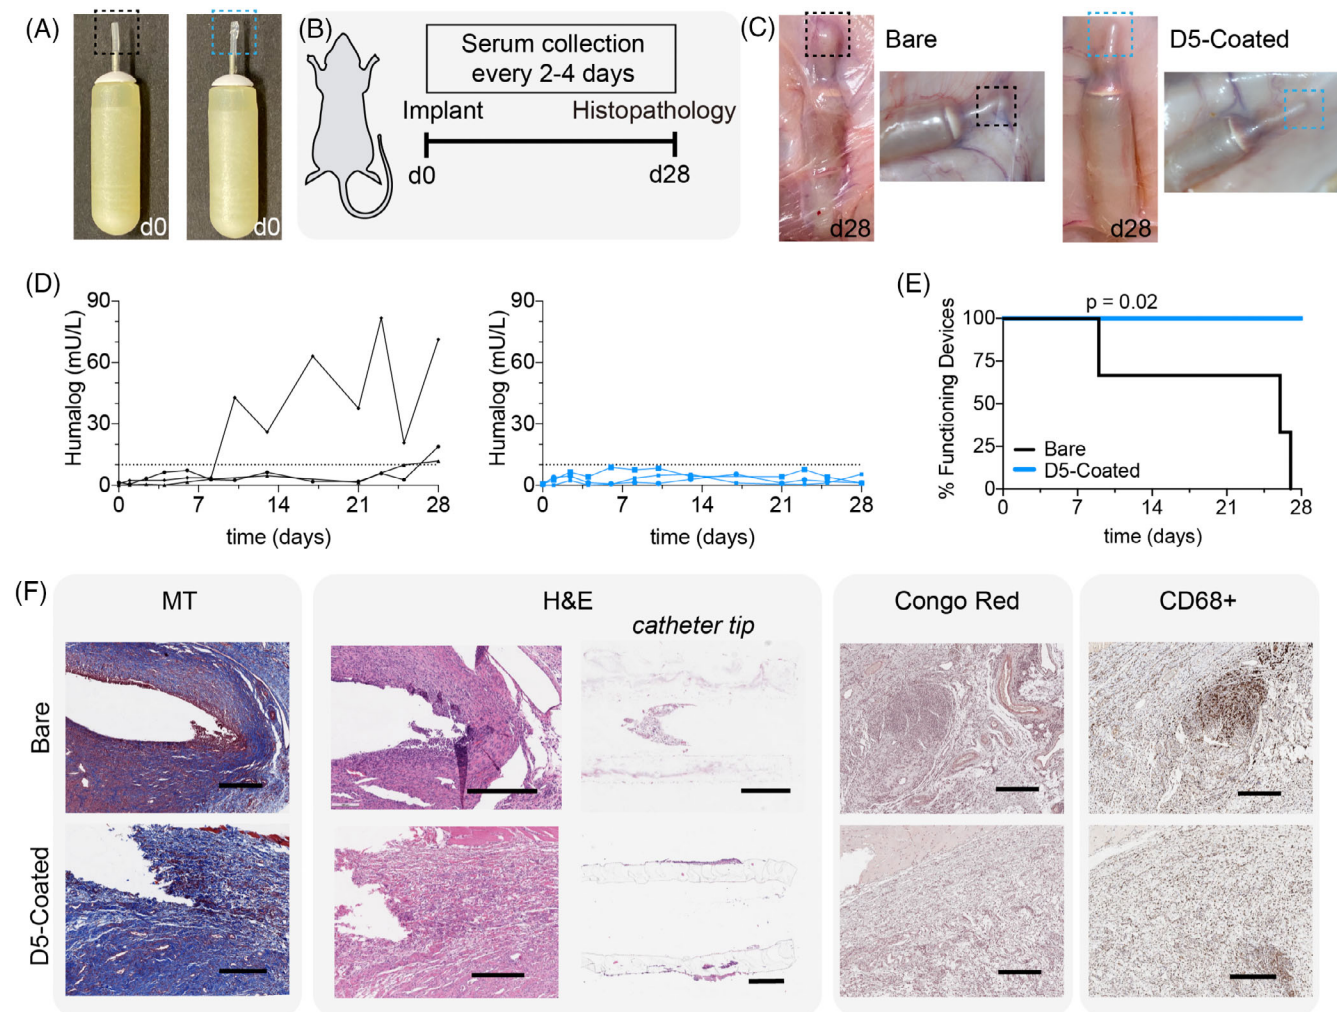 (A)
d0
d0
(B)
Serum collection
every 2-4 days
Implant
Histopathology
d0
d28
(C)
Bare
d28
D5-Coated
d28
(D)
Humalog (mU/L)
90
60
30
0
0 7 14 21 28
time (days)
Humalog (mU/L)
90
60
30
0
0 7 14 21 28
time (days)
(E)
p = 0.02
% Functioning Devices
100
75
50
25
0
Bare
D5-Coated
0 7 14 21 28
time (days)
(F)
MT
H&E
catheter tip
Congo Red
CD68+
Bare
D5-Coated